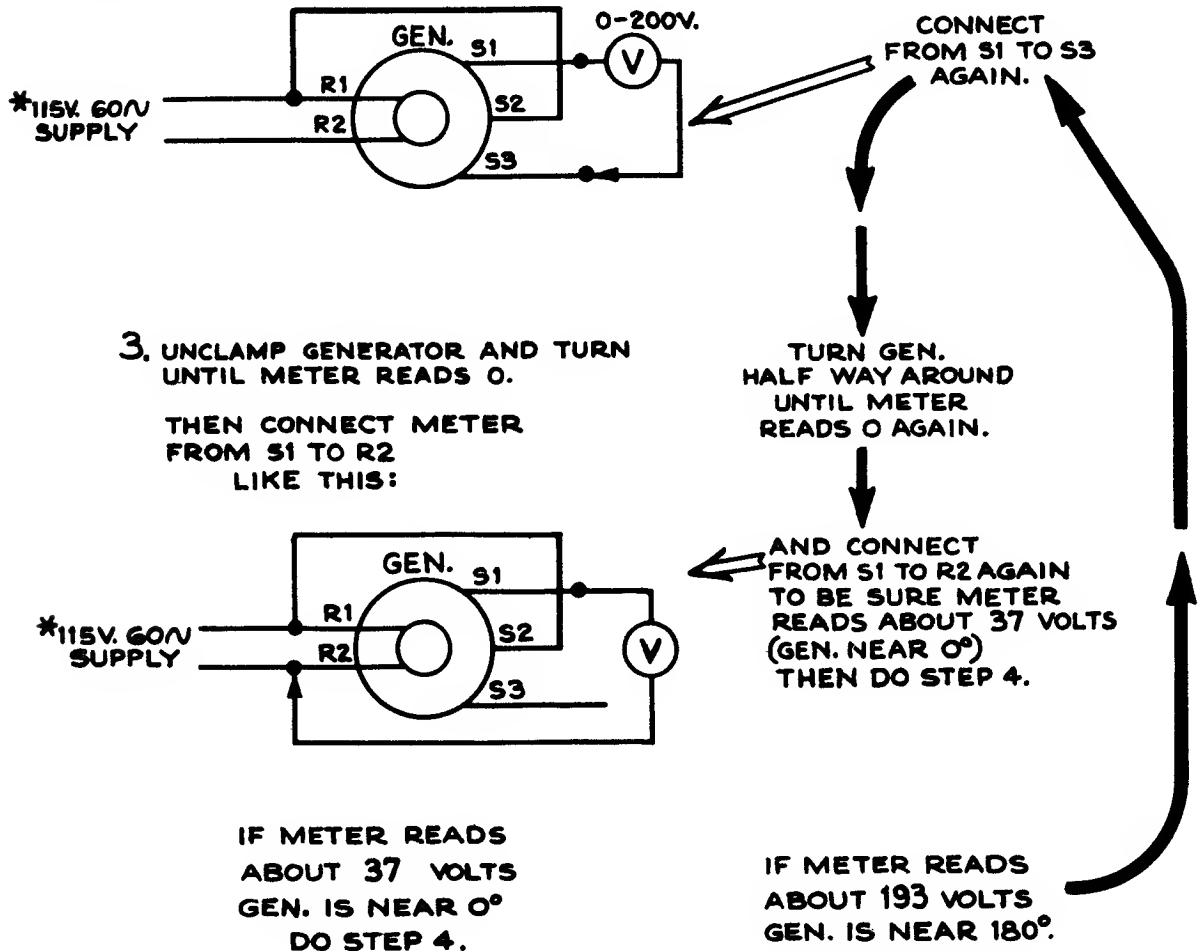 0-200V.
GEN.
S1
V
R1
S2
*115V. 60~
SUPPLY
R2
S3
CONNECT
FROM S1 TO S3
AGAIN.
3. UNCLAMP GENERATOR AND TURN
UNTIL METER READS 0.
THEN CONNECT METER
FROM S1 TO R2
LIKE THIS:
TURN GEN.
HALF WAY AROUND
UNTIL METER
READS 0 AGAIN.
GEN.
S1
R1
S2
*115V. 60~
SUPPLY
R2
V
S3
AND CONNECT
FROM S1 TO R2 AGAIN
TO BE SURE METER
READS ABOUT 37 VOLTS
(GEN. NEAR 0°)
THEN DO STEP 4.
IF METER READS
ABOUT 37 VOLTS
GEN. IS NEAR 0°
DO STEP 4.
IF METER READS
ABOUT 193 VOLTS
GEN. IS NEAR 180°.